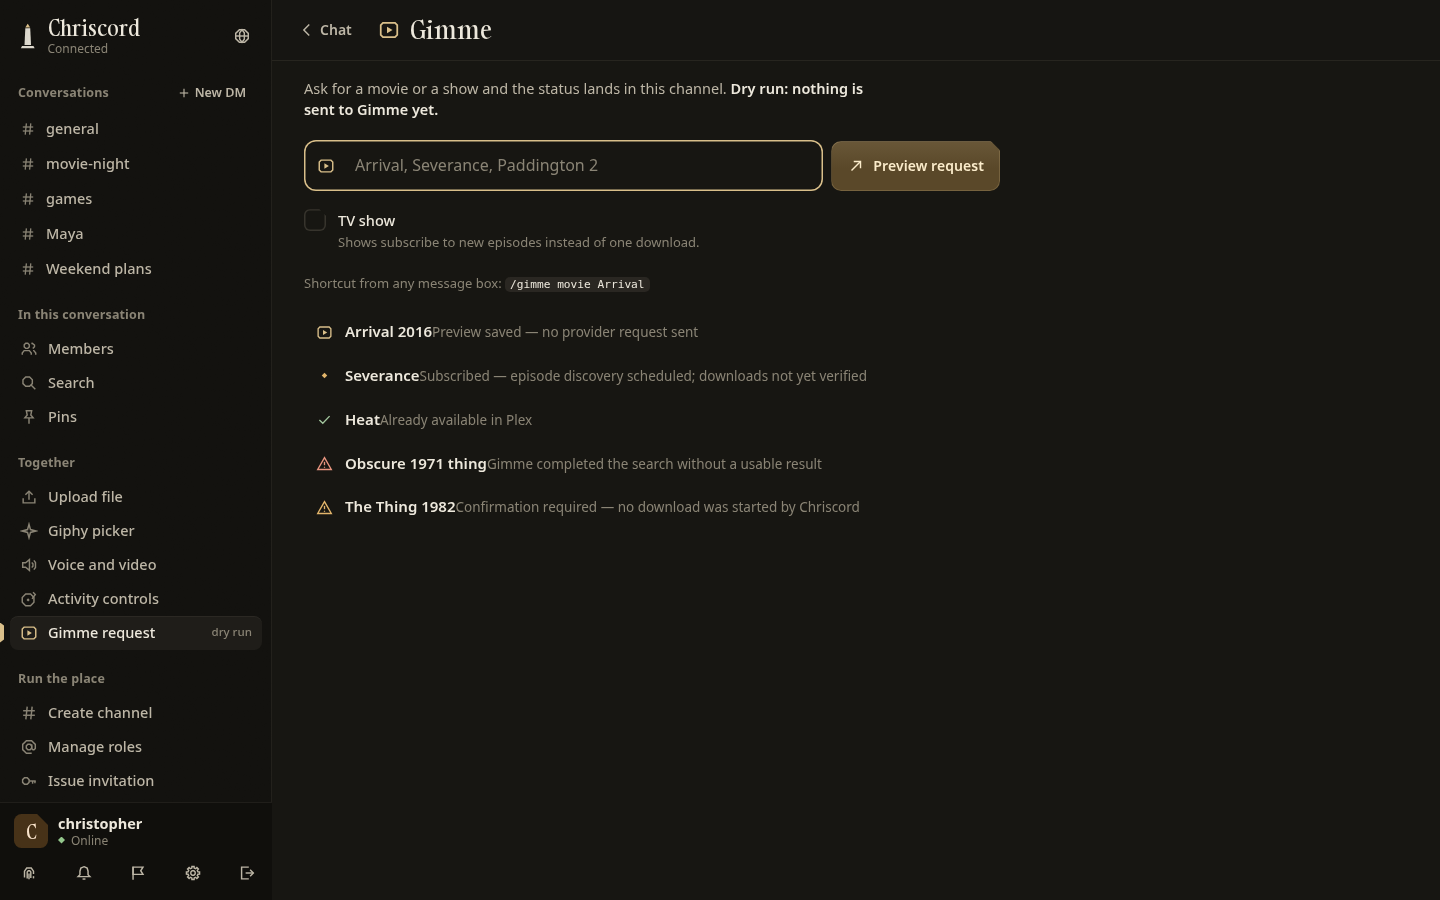 Chriscord
Connected
Conversations
New DM
general
movie-night
games
Maya
Weekend plans
In this conversation
Members
Search
Pins
Together
Upload file
Giphy picker
Voice and video
Activity controls
Gimme request dry run
Run the place
Create channel
Manage roles
Issue invitation
C
christopher
Online
Chat
Gimme
Ask for a movie or a show and the status lands in this channel. Dry run: nothing is
sent to Gimme yet.
Arrival, Severance, Paddington 2
Preview request
TV show
Shows subscribe to new episodes instead of one download.
Shortcut from any message box: /gimme movie Arrival
Arrival 2016Preview saved — no provider request sent
SeveranceSubscribed — episode discovery scheduled; downloads not yet verified
HeatAlready available in Plex
Obscure 1971 thingGimme completed the search without a usable result
The Thing 1982Confirmation required — no download was started by Chriscord